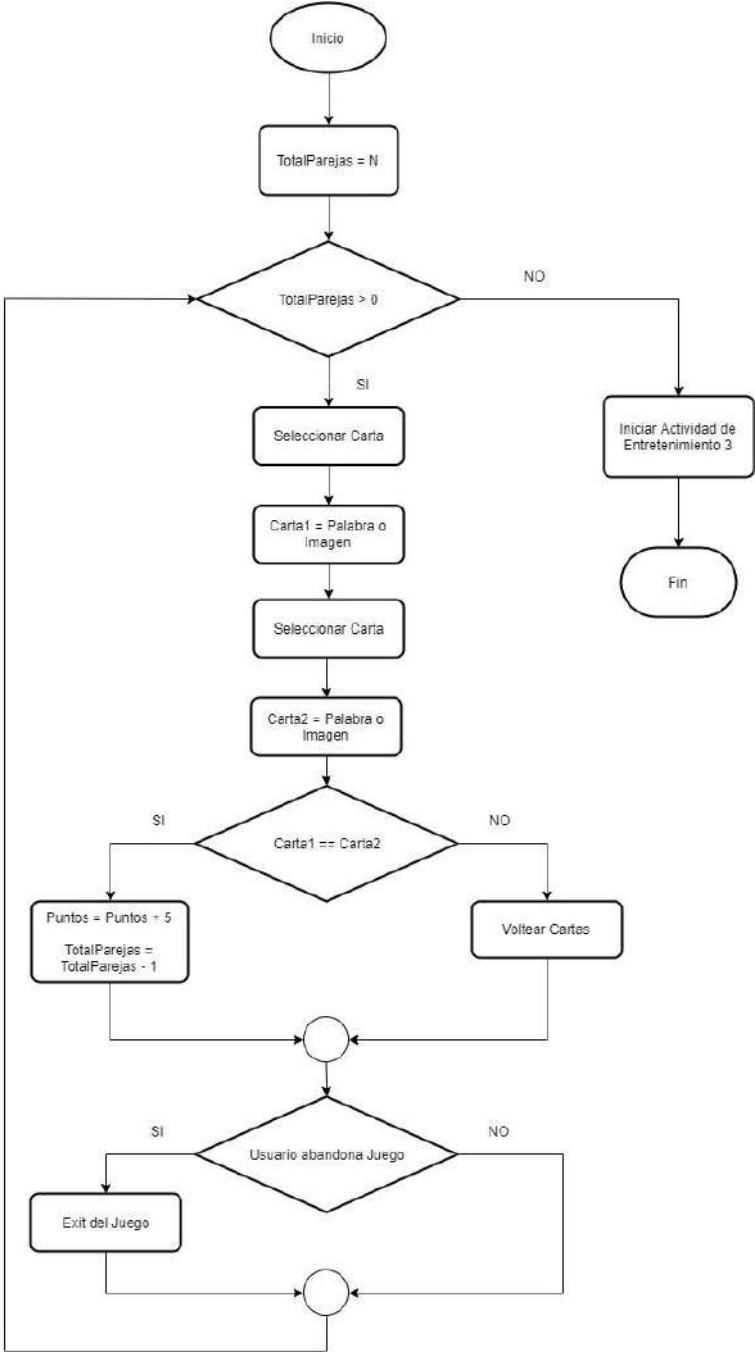 Inicio
TotalParejas = N
TotalParejas > 0
NO
SI
Seleccionar Carta
Iniciar Actividad de
Entretenimiento 3
Carta1 = Palabra o
Imagen
Fin
Seleccionar Carta
Carta2 = Palabra o
Imagen
SI
Carta1 == Carta2
NO
Puntos = Puntos + 5
TotalParejas =
TotalParejas - 1
Voltear Cartas
SI
Usuario abandona Juego
NO
Exit del Juego